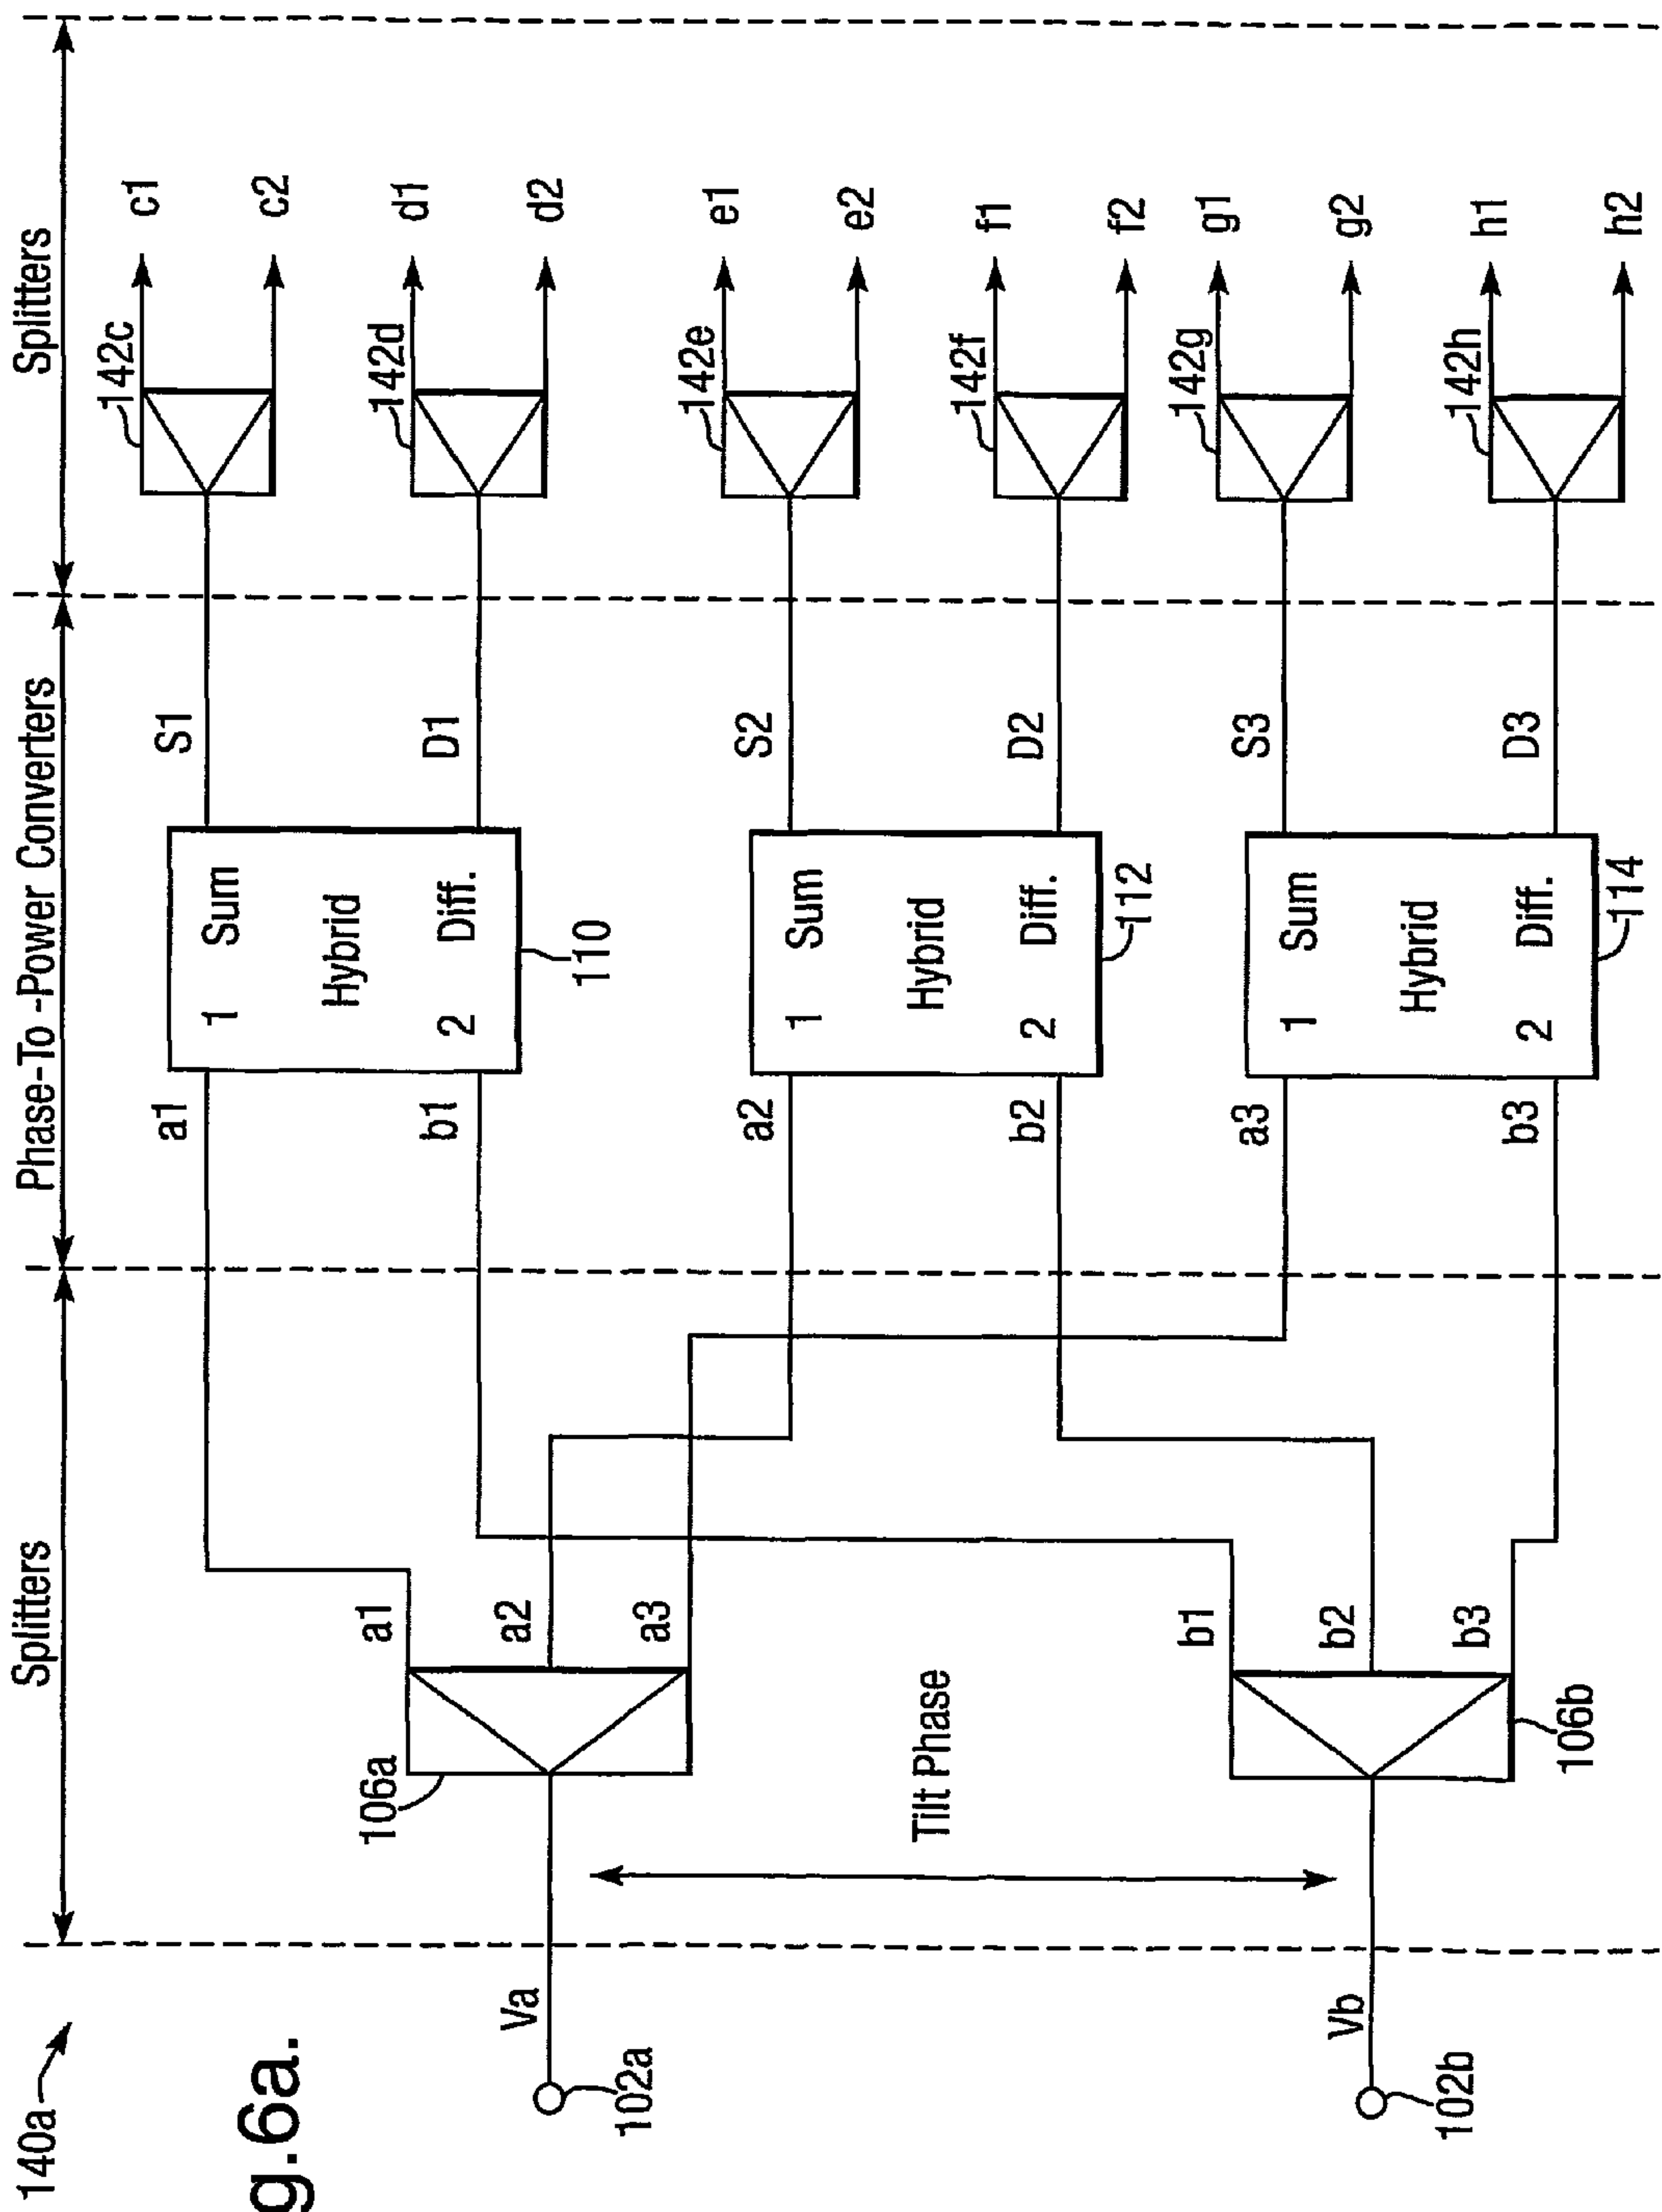 140a
g.6a.
Splitters
Phase-To -Power Converters
Splitters
102a
Va
106a
a1
a2
a3
Tilt Phase
102b
Vb
106b
b1
b2
b3
a1
b1
1
Sum
Hybrid
2
Diff.
110
S1
D1
a2
b2
1
Sum
Hybrid
2
Diff.
112
S2
D2
a3
b3
1
Sum
Hybrid
2
Diff.
114
S3
D3
142c
c1
c2
142d
d1
d2
142e
e1
e2
142f
f1
f2
142g
g1
g2
142h
h1
h2